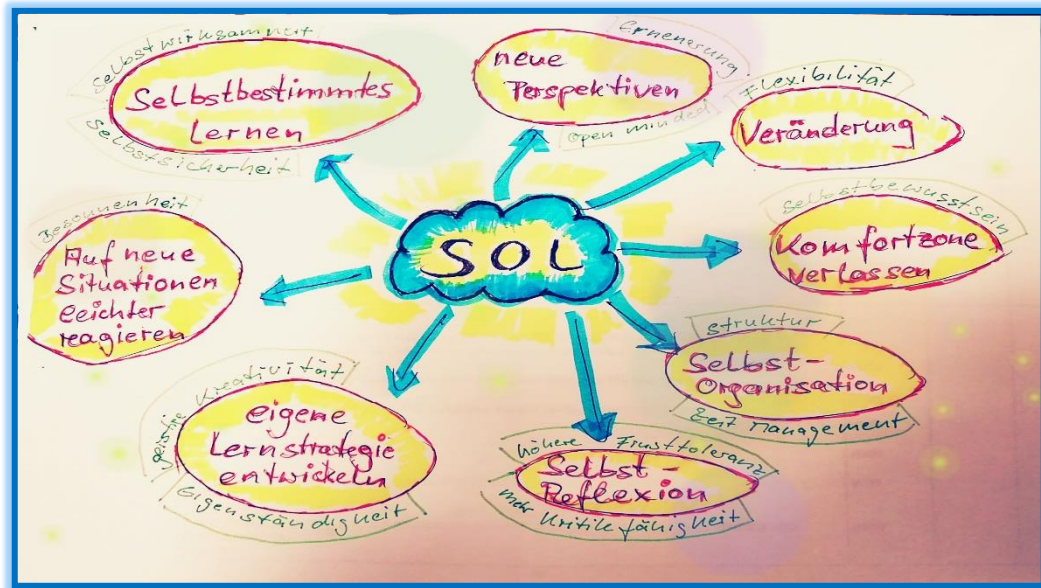 Selbstwirksamkeit
Selbstbestimmtes
Lernen
Selbstsicherheit
Erneuerung
neue
Perspektiven
open minded
Flexibilität
Veränderung
Selbstbewusstsein
Komfortzone
verlassen
Besonnenheit
Auf neue
Situationen
leichter
reagieren
SOL
Struktur
Selbst-
Organisation
Zeit management
geistige Kreativität
eigene
Lernstrategie
entwickeln
Eigenständigkeit
höhere Frusttoleranz
Selbst-
Reflexion
mehr Kritikfähigkeit